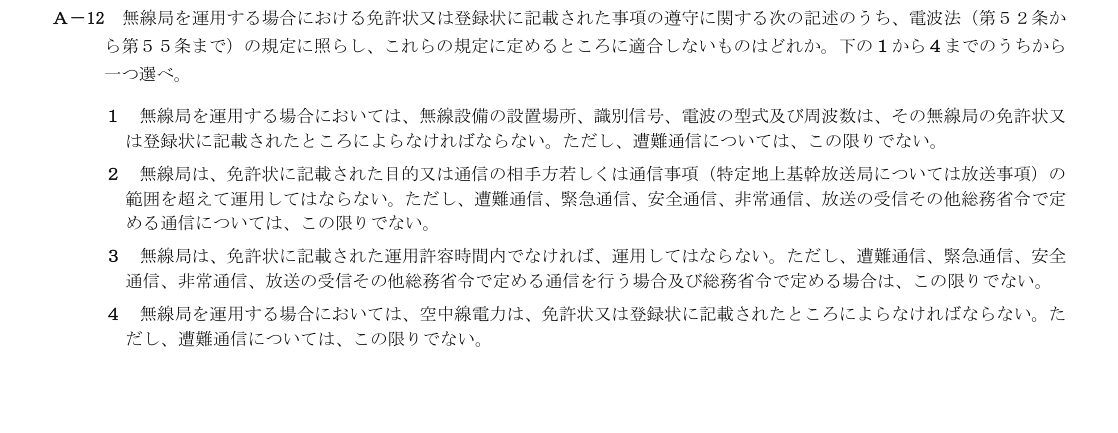 A－12　無線局を運用する場合における免許状又は登録状に記載された事項の遵守に関する次の記述のうち、電波法（第５２条か
ら第５５条まで）の規定に照らし、これらの規定に定めるところに適合しないものはどれか。下の１から４までのうちから
一つ選べ。
1　無線局を運用する場合においては、無線設備の設置場所、識別信号、電波の型式及び周波数は、その無線局の免許状又
は登録状に記載されたところによらなければならない。ただし、遭難通信については、この限りでない。
2　無線局は、免許状に記載された目的又は通信の相手方若しくは通信事項（特定地上基幹放送局については放送事項）の
範囲を超えて運用してはならない。ただし、遭難通信、緊急通信、安全通信、非常通信、放送の受信その他総務省令で定
める通信については、この限りでない。
3　無線局は、免許状に記載された運用許容時間内でなければ、運用してはならない。ただし、遭難通信、緊急通信、安全
通信、非常通信、放送の受信その他総務省令で定める通信を行う場合及び総務省令で定める場合は、この限りでない。
4　無線局を運用する場合においては、空中線電力は、免許状又は登録状に記載されたところによらなければならない。た
だし、遭難通信については、この限りでない。